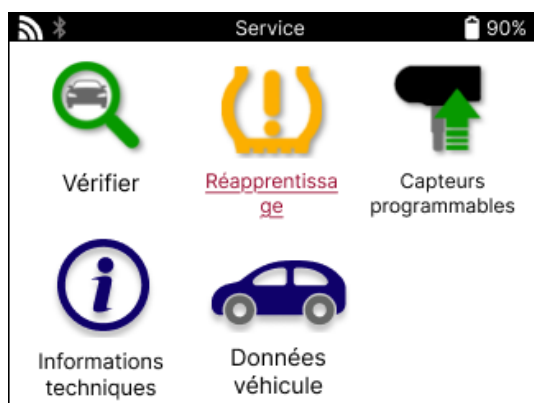 Service
90%
Vérifier
Réapprentissa
ge
Capteurs
programmables
Informations
techniques
Données
véhicule